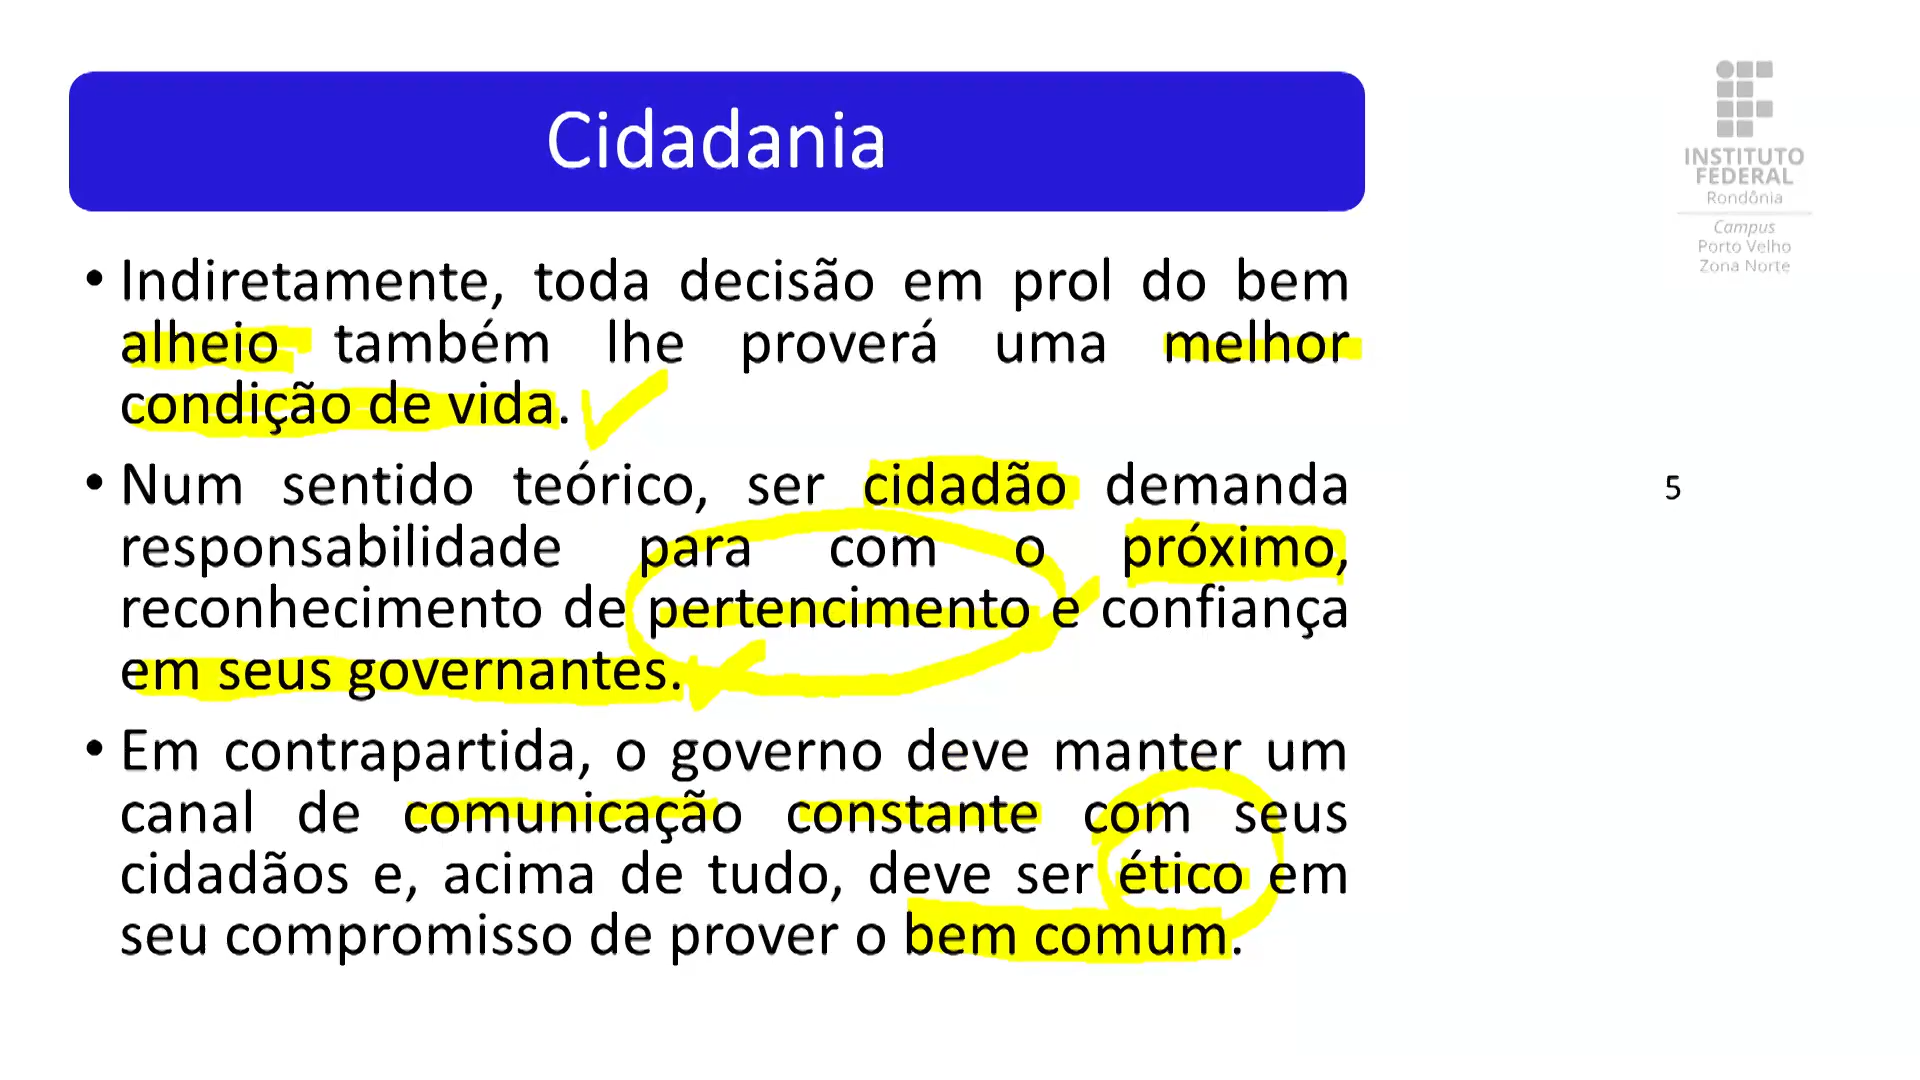 Cidadania
• Indiretamente, toda decisão em prol do bem
alheio também lhe proverá uma melhor
condição de vida.
• Num sentido teórico, ser cidadão demanda
responsabilidade para com o próximo,
reconhecimento de pertencimento e confiança
em seus governantes.
• Em contrapartida, o governo deve manter um
canal de comunicação constante com seus
cidadãos e, acima de tudo, deve ser ético em
seu compromisso de prover o bem comum.
INSTITUTO
FEDERAL
Rondônia
Campus
Porto Velho
Zona Norte
5